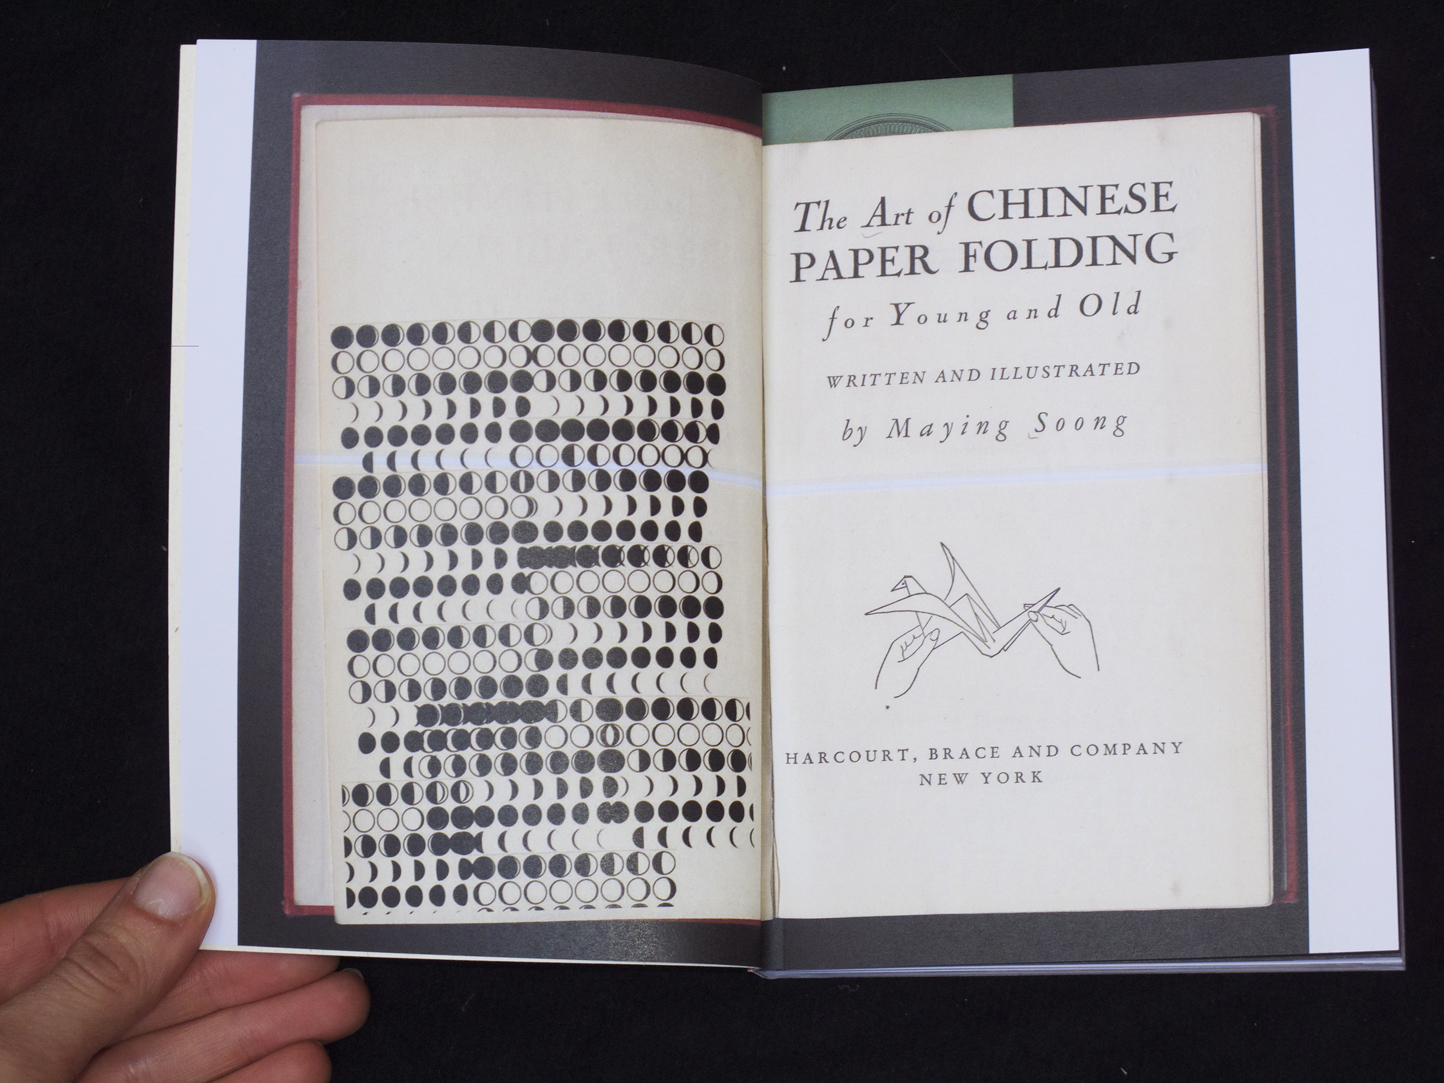 The Art of CHINESE
PAPER FOLDING
for Young and Old
WRITTEN AND ILLUSTRATED
by Maying Soong
HARCOURT, BRACE AND COMPANY
NEW YORK